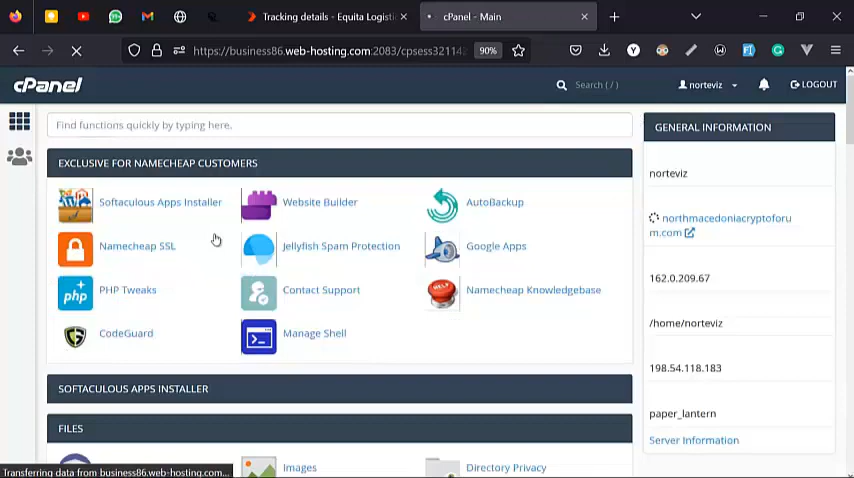 Tracking details - Equita Logisti
cPanel - Main
https://business86.web-hosting.com:2083/cpsess32114
90%
cPanel
Search ( / )
norteviz
LOGOUT
Find functions quickly by typing here.
EXCLUSIVE FOR NAMECHEAP CUSTOMERS
Softaculous Apps Installer
Website Builder
AutoBackup
Namecheap SSL
Jellyfish Spam Protection
Google Apps
php
PHP Tweaks
Contact Support
HELP
Namecheap Knowledgebase
CodeGuard
Manage Shell
SOFTACULOUS APPS INSTALLER
FILES
Images
Directory Privacy
GENERAL INFORMATION
norteviz
northmacedoniacryptoforu
m.com
162.0.209.67
/home/norteviz
198.54.118.183
paper_lantern
Server Information
Transferring data from business86.web-hosting.com...